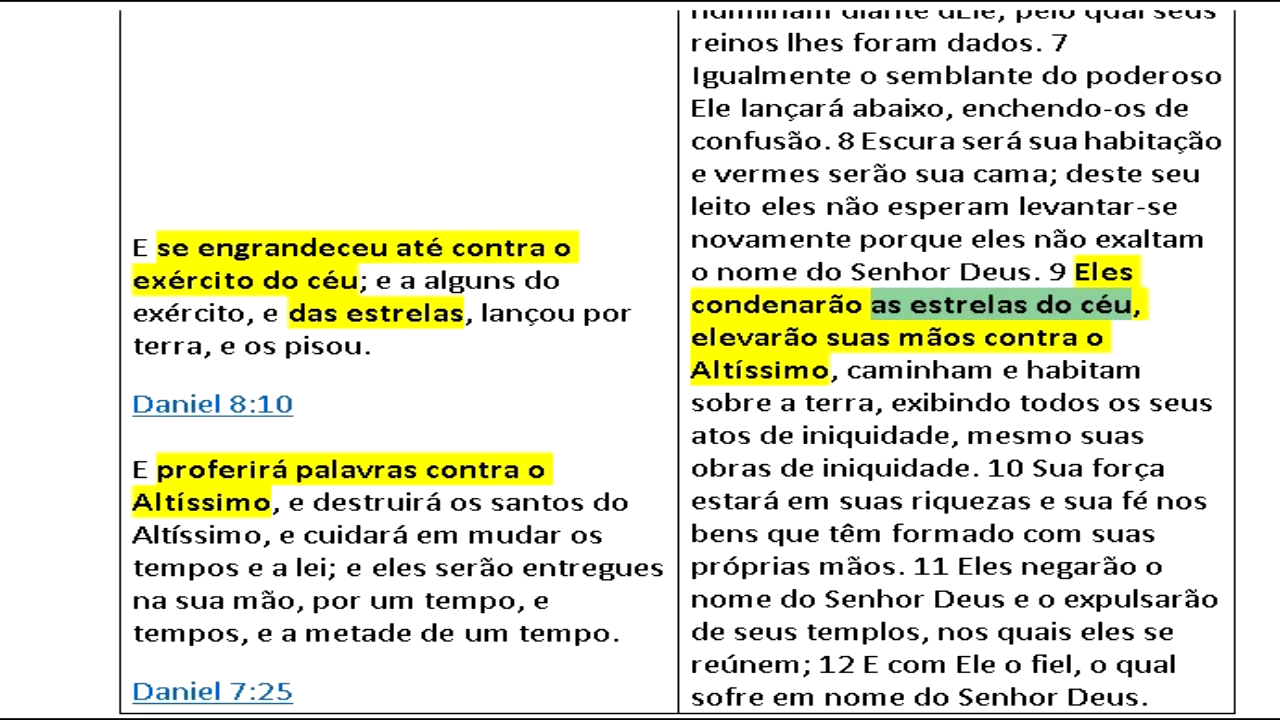 E se engrandeceu até contra o
exército do céu; e a alguns do
exército, e das estrelas, lançou por
terra, e os pisou.
Daniel 8:10
E proferirá palavras contra o
Altíssimo, e destruirá os santos do
Altíssimo, e cuidará em mudar os
tempos e a lei; e eles serão entregues
na sua mão, por um tempo, e
tempos, e a metade de um tempo.
Daniel 7:25
diante dEle, pelo qual seus
reinos lhes foram dados. 7
Igualmente o semblante do poderoso
Ele lançará abaixo, enchendo-os de
confusão. 8 Escura será sua habitação
e vermes serão sua cama; deste seu
leito eles não esperam levantar-se
novamente porque eles não exaltam
o nome do Senhor Deus. 9 Eles
condenarão as estrelas do céu,
elevarão suas mãos contra o
Altíssimo, caminham e habitam
sobre a terra, exibindo todos os seus
atos de iniquidade, mesmo suas
obras de iniquidade. 10 Sua força
estará em suas riquezas e sua fé nos
bens que têm formado com suas
próprias mãos. 11 Eles negarão o
nome do Senhor Deus e o expulsarão
de seus templos, nos quais eles se
reúnem; 12 E com Ele o fiel, o qual
sofre em nome do Senhor Deus.